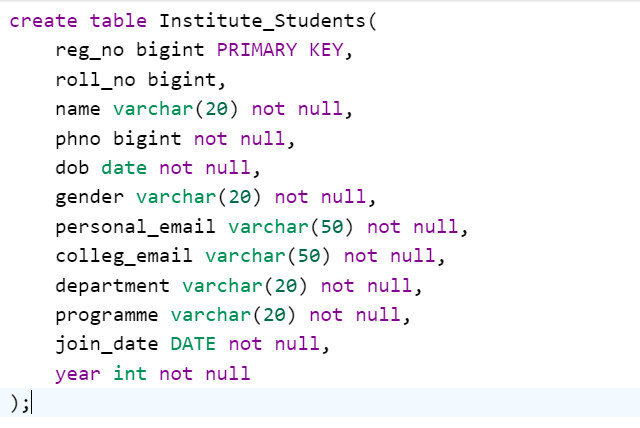 create table Institute_Students(
    reg_no bigint PRIMARY KEY,
    roll_no bigint,
    name varchar(20) not null,
    phno bigint not null,
    dob date not null,
    gender varchar(20) not null,
    personal_email varchar(50) not null,
    colleg_email varchar(50) not null,
    department varchar(20) not null,
    programme varchar(20) not null,
    join_date DATE not null,
    year int not null
);